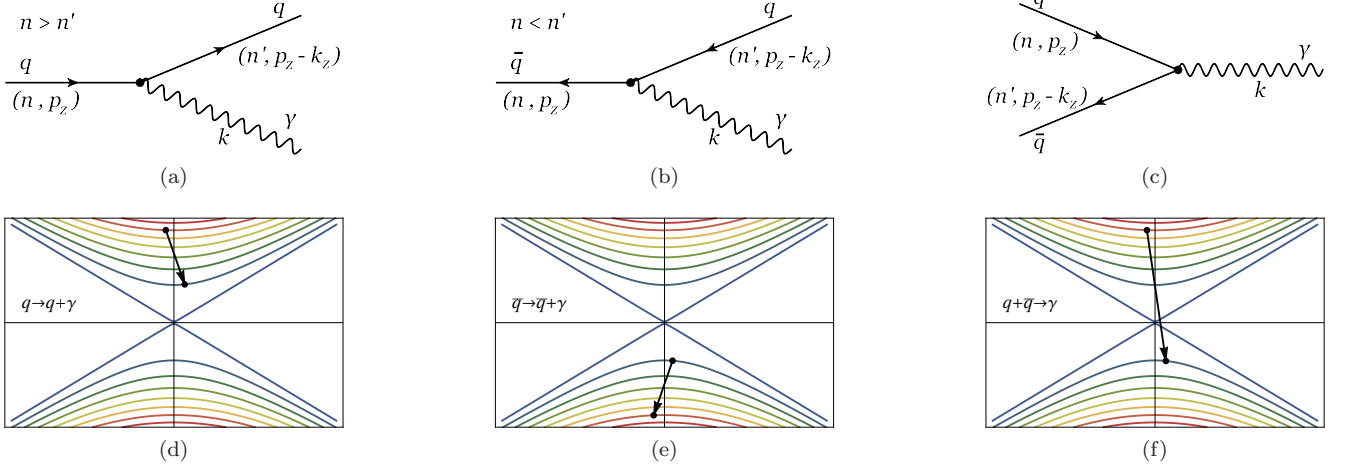 n > n'
q
q
(n, p_z)
(n', p_z - k_z)
k
γ
(a)
n < n'
q̄
q
(n, p_z)
(n', p_z - k_z)
k
γ
(b)
q
(n, p_z)
(n', p_z - k_z)
q̄
k
γ
(c)
q→q+γ
(d)
q̄→q̄+γ
(e)
q+q̄→γ
(f)